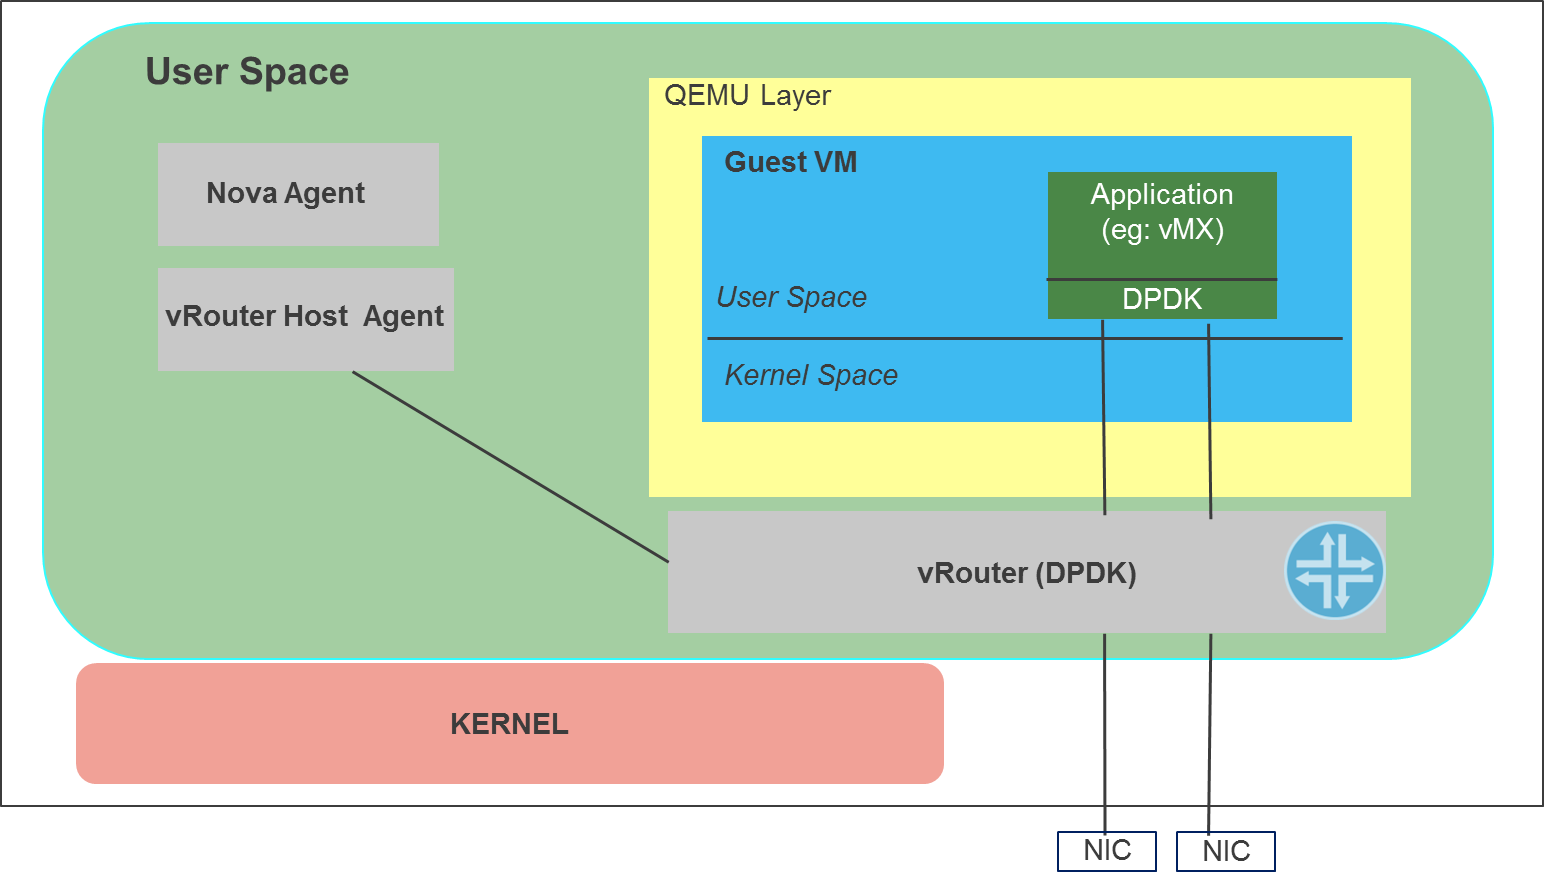 User Space
QEMU Layer
Guest VM
Nova Agent
Application
(eg: vMX)
User Space
DPDK
vRouter Host  Agent
Kernel Space
vRouter (DPDK)
KERNEL
NIC
NIC